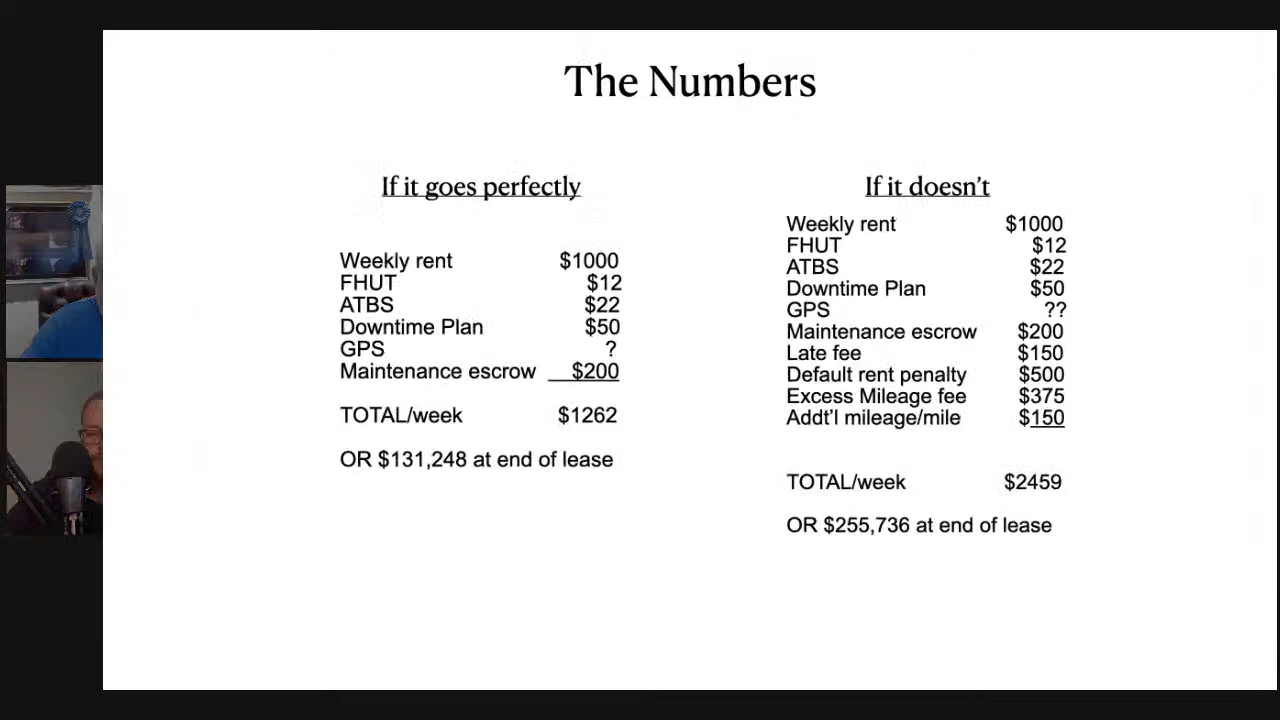 The Numbers
If it goes perfectly
Weekly rent $1000
FHUT $12
ATBS $22
Downtime Plan $50
GPS ?
Maintenance escrow $200
TOTAL/week $1262
OR $131,248 at end of lease
If it doesn't
Weekly rent $1000
FHUT $12
ATBS $22
Downtime Plan $50
GPS ??
Maintenance escrow $200
Late fee $150
Default rent penalty $500
Excess Mileage fee $375
Addt'l mileage/mile $150
TOTAL/week $2459
OR $255,736 at end of lease